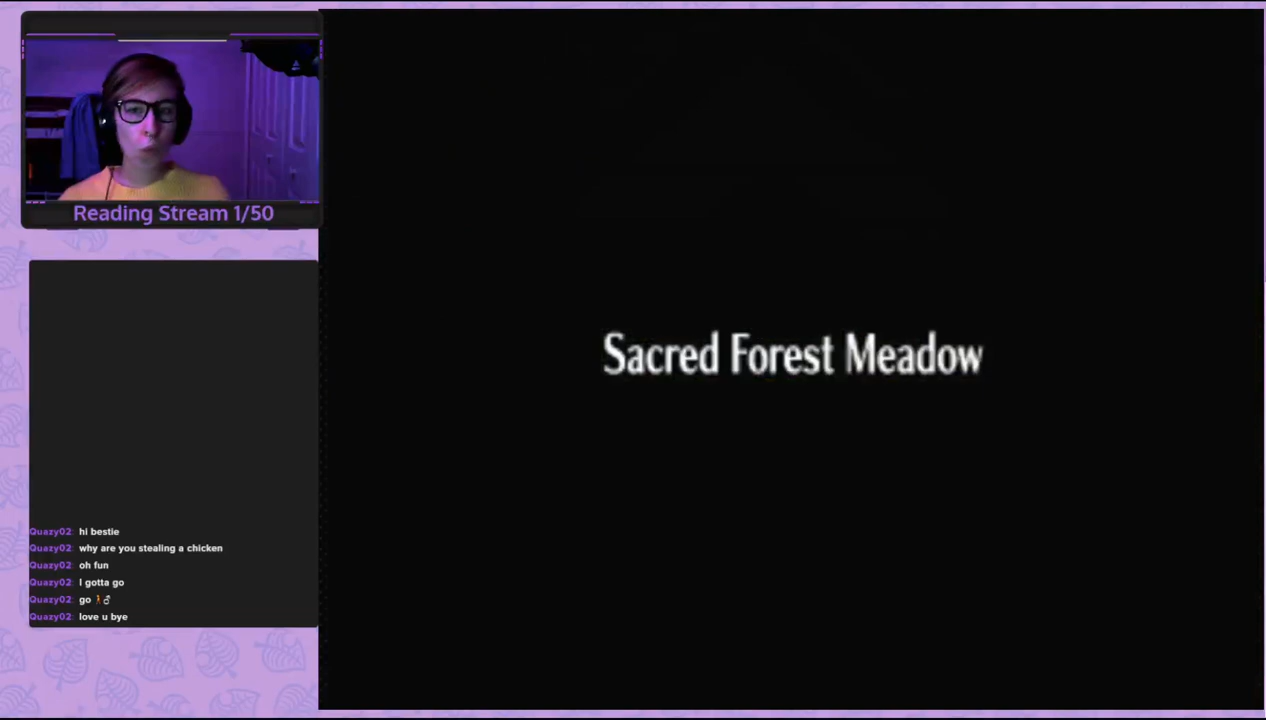 Reading Stream 1/50
Sacred Forest Meadow
Quazy02: hi bestie
Quazy02: why are you stealing a chicken
Quazy02: oh fun
Quazy02: I gotta go
Quazy02: go 🚶♂
Quazy02: love u bye